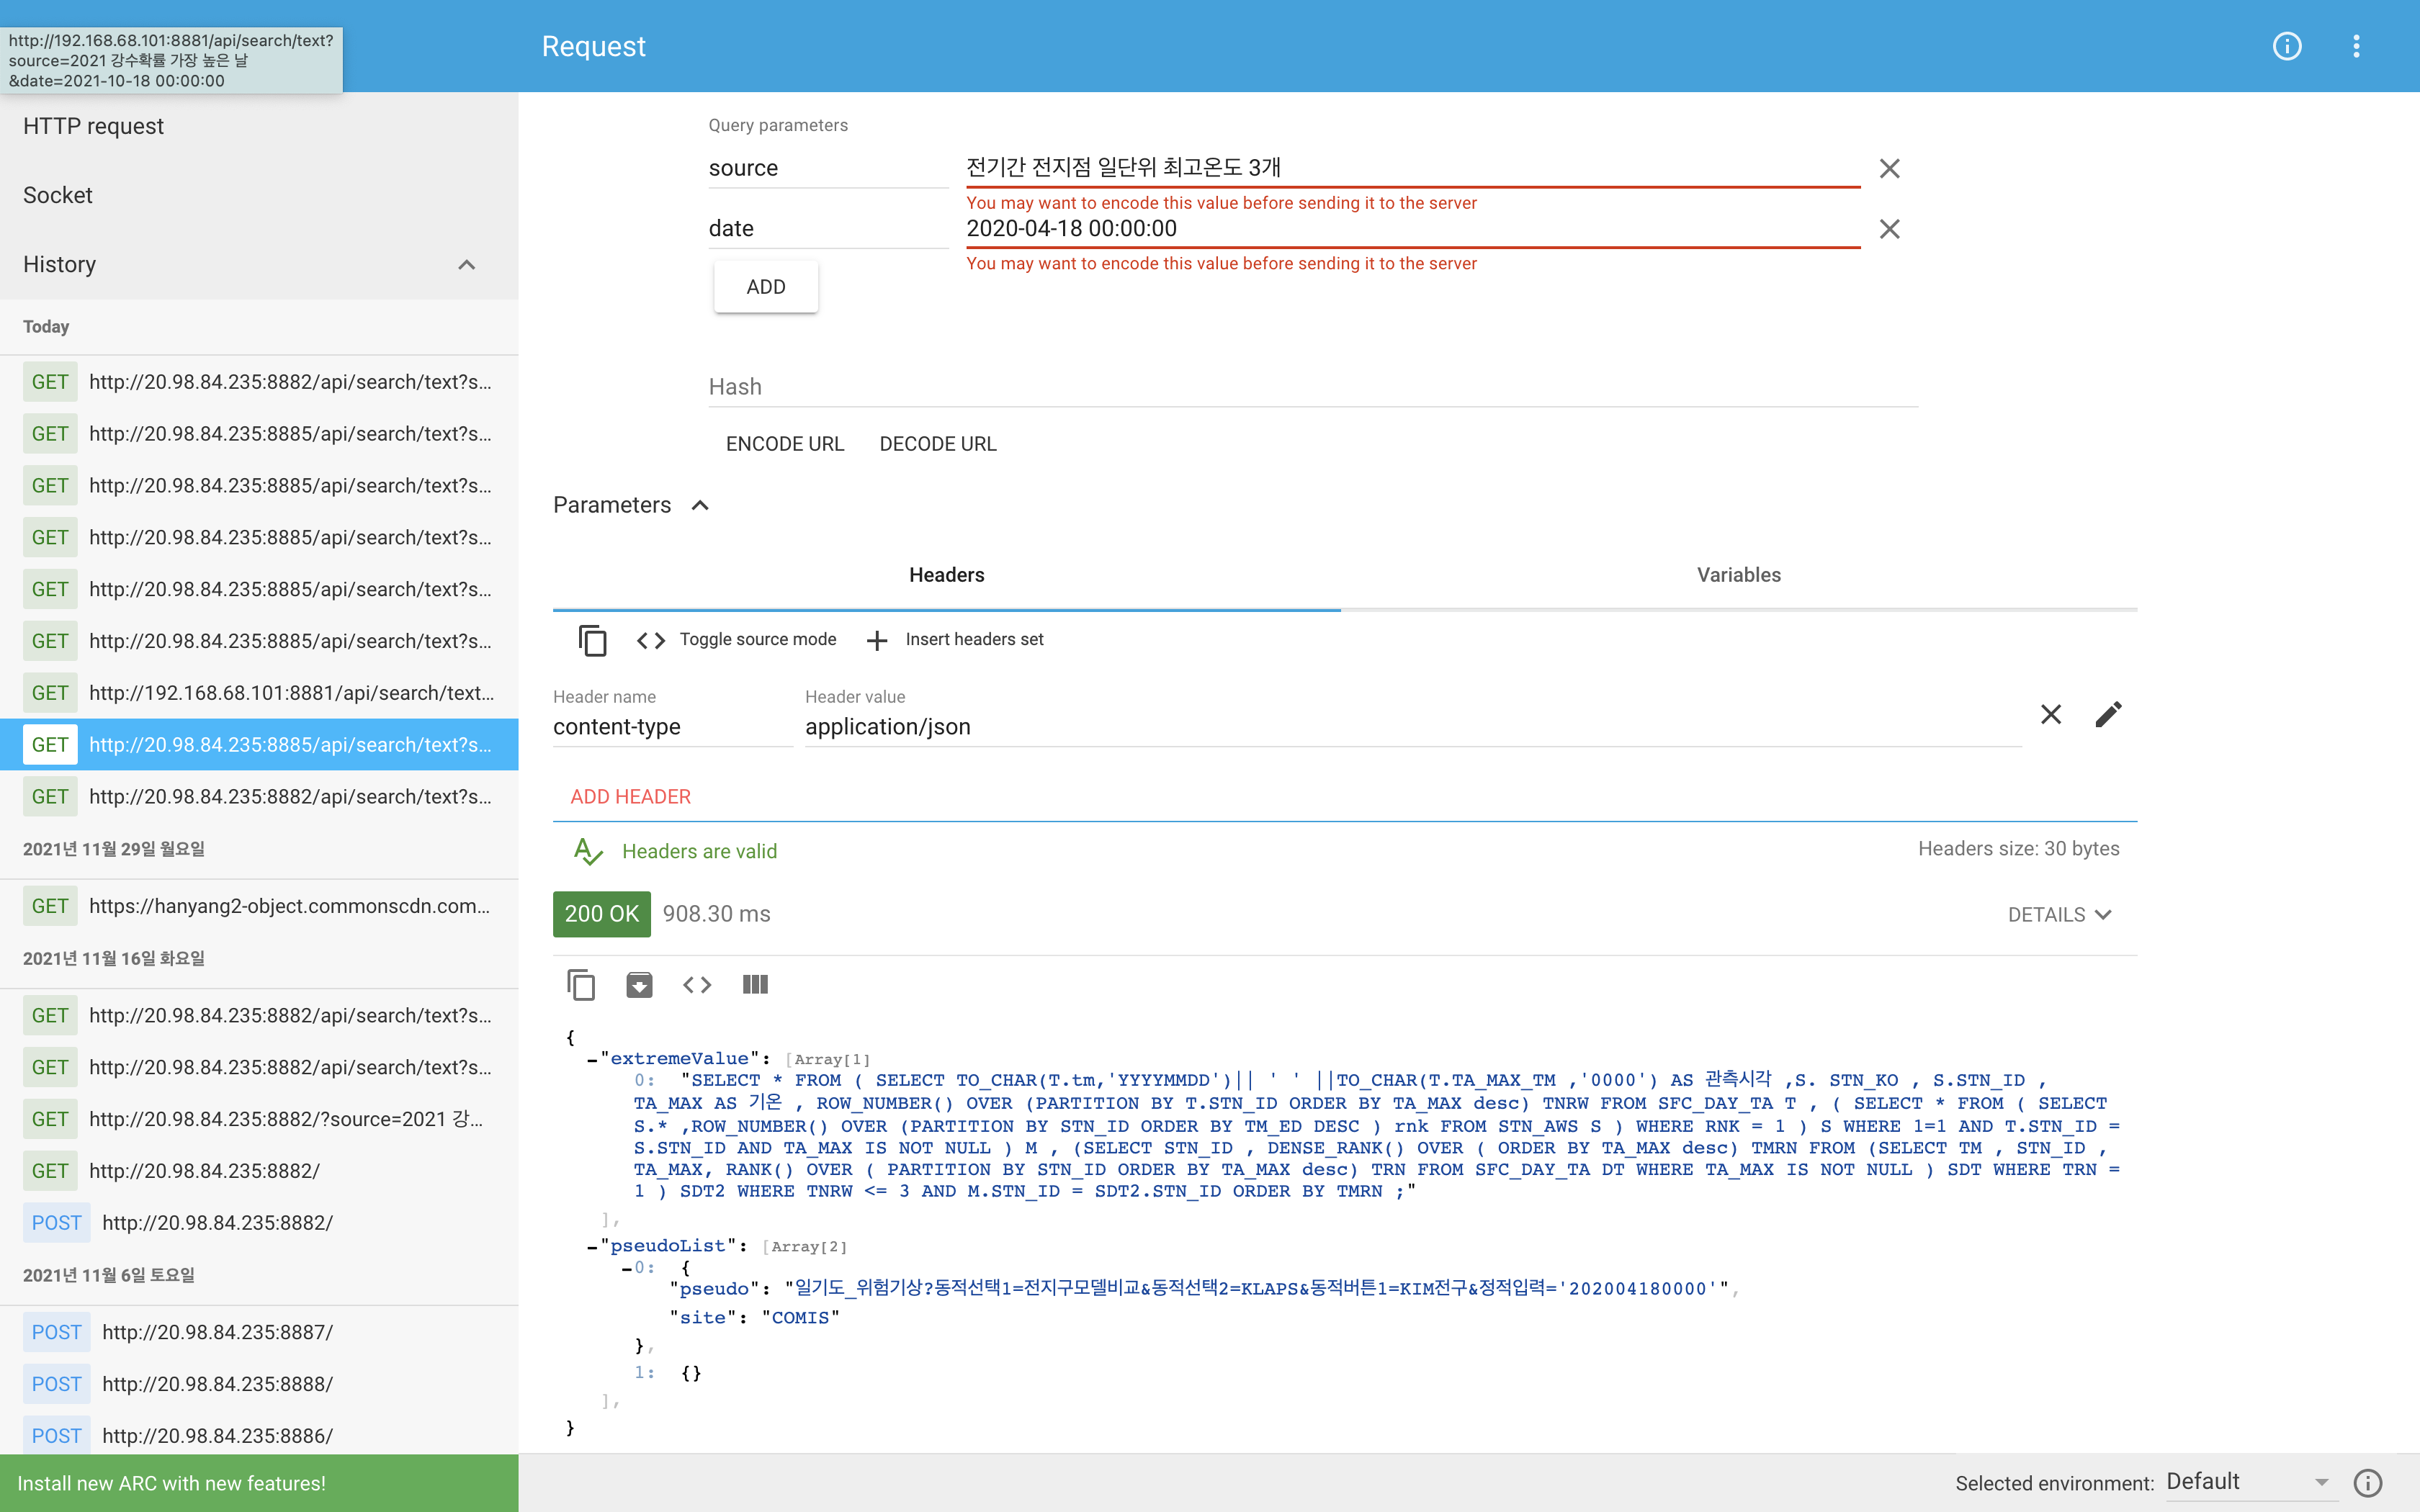 http://192.168.68.101:8881/api/search/text?
source=2021 강수확률 가장 높은 날
&date=2021-10-18 00:00:00
Request
HTTP request
Socket
History
Today
GET http://20.98.84.235:8882/api/search/text?s...
GET http://20.98.84.235:8885/api/search/text?s...
GET http://20.98.84.235:8885/api/search/text?s...
GET http://20.98.84.235:8885/api/search/text?s...
GET http://20.98.84.235:8885/api/search/text?s...
GET http://20.98.84.235:8885/api/search/text?s...
GET http://192.168.68.101:8881/api/search/text...
GET http://20.98.84.235:8885/api/search/text?s...
GET http://20.98.84.235:8882/api/search/text?s...
2021년 11월 29일 월요일
GET https://hanyang2-object.commonscdn.com...
2021년 11월 16일 화요일
GET http://20.98.84.235:8882/api/search/text?s...
GET http://20.98.84.235:8882/api/search/text?s...
GET http://20.98.84.235:8882/?source=2021 강...
GET http://20.98.84.235:8882/
POST http://20.98.84.235:8882/
2021년 11월 6일 토요일
POST http://20.98.84.235:8887/
POST http://20.98.84.235:8888/
POST http://20.98.84.235:8886/
Install new ARC with new features!
Query parameters
source 전기간 전지점 일단위 최고온도 3개
You may want to encode this value before sending it to the server
date 2020-04-18 00:00:00
You may want to encode this value before sending it to the server
ADD
Hash
ENCODE URL DECODE URL
Parameters
Headers Variables
Toggle source mode Insert headers set
Header name Header value
content-type application/json
ADD HEADER
Headers are valid Headers size: 30 bytes
200 OK 908.30 ms DETAILS
{
"extremeValue": [Array[1]
0: "SELECT * FROM ( SELECT TO_CHAR(T.tm,'YYYYMMDD')|| ' ' ||TO_CHAR(T.TA_MAX_TM ,'0000') AS 관측시각 ,S. STN_KO , S.STN_ID ,
TA_MAX AS 기온 , ROW_NUMBER() OVER (PARTITION BY T.STN_ID ORDER BY TA_MAX desc) TNRW FROM SFC_DAY_TA T , ( SELECT * FROM ( SELECT
S.* ,ROW_NUMBER() OVER (PARTITION BY STN_ID ORDER BY TM_ED DESC ) rnk FROM STN_AWS S ) WHERE RNK = 1 ) S WHERE 1=1 AND T.STN_ID =
S.STN_ID AND TA_MAX IS NOT NULL ) M , (SELECT STN_ID , DENSE_RANK() OVER ( ORDER BY TA_MAX desc) TMRN FROM (SELECT TM , STN_ID ,
TA_MAX, RANK() OVER ( PARTITION BY STN_ID ORDER BY TA_MAX desc) TRN FROM SFC_DAY_TA DT WHERE TA_MAX IS NOT NULL ) SDT WHERE TRN =
1 ) SDT2 WHERE TNRW <= 3 AND M.STN_ID = SDT2.STN_ID ORDER BY TMRN ;"
],
"pseudoList": [Array[2]
0: {
"pseudo": "일기도_위험기상?동적선택1=전지구모델비교&동적선택2=KLAPS&동적버튼1=KIM전구&정적입력='202004180000'",
"site": "COMIS"
},
1: {}
],
}
Selected environment: Default